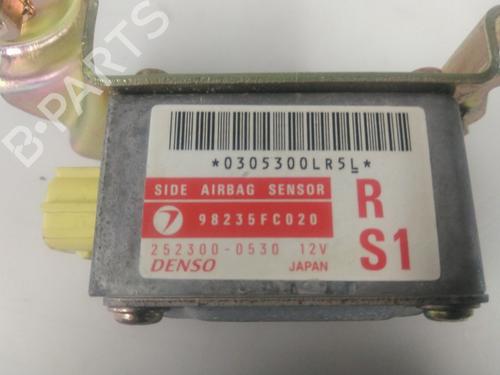 B-PARTS
*0305300LR5L*
SIDE AIRBAG SENSOR
98235FC020
R
252300-0530 12V
S1
DENSO JAPAN